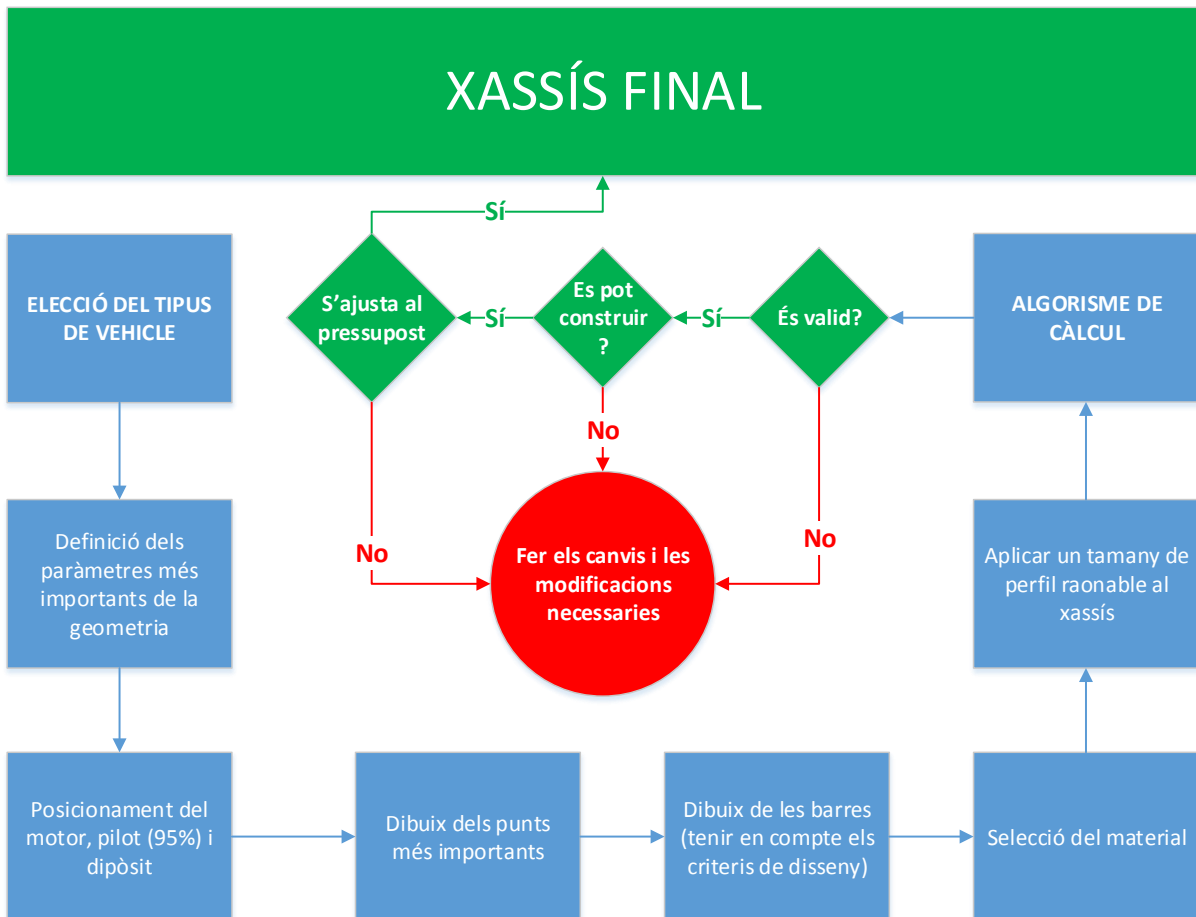 XASSÍS FINAL
Sí
ELECCIÓ DEL TIPUS
DE VEHICLE
S'ajusta al
pressupost
Sí
Es pot
construir
?
Sí
És valid?
ALGORISME DE
CÀLCUL
No
Definició dels
paràmetres més
importants de la
geometria
No
Fer els canvis i les
modificacions
necessaries
No
Aplicar un tamany de
perfil raonable al
xassís
Posicionament del
motor, pilot (95%) i
dipòsit
Dibuix dels punts
més importants
Dibuix de les barres
(tenir en compte els
criteris de disseny)
Selecció del material